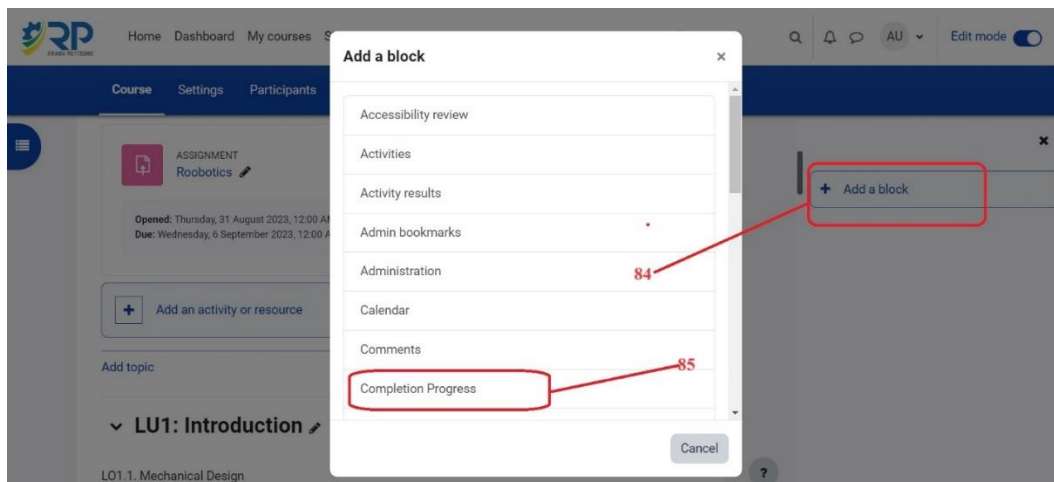 RP
RWANDA POLYTECHNIC
Home Dashboard My courses S
AU
Edit mode
Course Settings Participants
Add a block
×
Accessibility review
Activities
Activity results
Admin bookmarks
Administration
Calendar
Comments
Completion Progress
Cancel
ASSIGNMENT
Roobotics
Opened: Thursday, 31 August 2023, 12:00 A
Due: Wednesday, 6 September 2023, 12:00 A
+ Add an activity or resource
Add topic
LU1: Introduction
LO1.1. Mechanical Design
+ Add a block
84
85
?